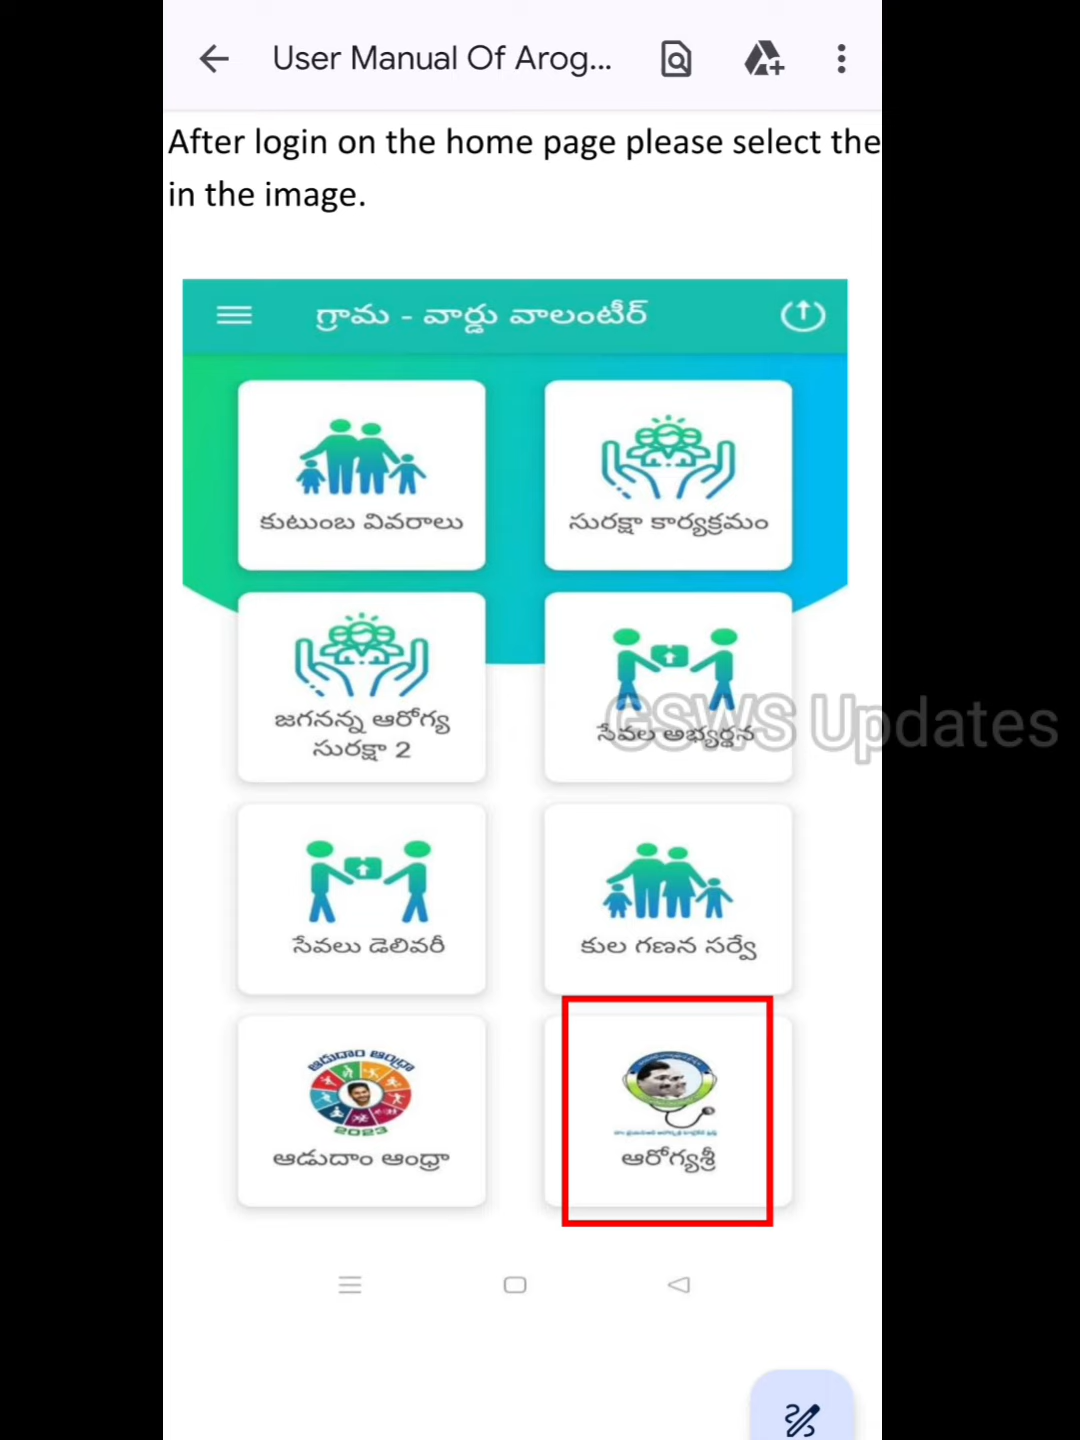 User Manual Of Arog...
After login on the home page please select the
in the image.
గ్రామ - వార్డు వాలంటీర్
కుటుంబ వివరాలు
సురక్షా కార్యక్రమం
జగనన్న ఆరోగ్య
సురక్షా 2
సేవల అభ్యర్థన
GSWS Updates
సేవలు డెలివరీ
కుల గణన సర్వే
ఆడుదాం ఆంధ్రా
2023
ఆడుదాం ఆంధ్రా
ఆరోగ్యశ్రీ